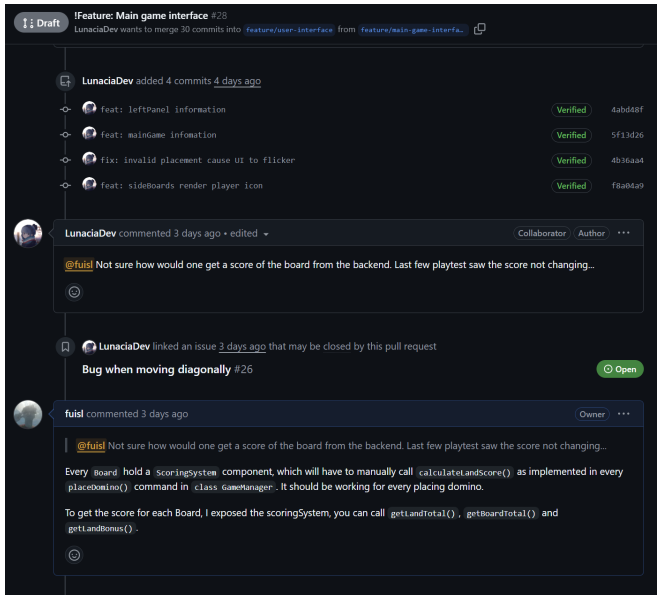 Draft
!Feature: Main game interface #28
LunaciaDev wants to merge 30 commits into feature/user-interface from feature/main-game-interfa…
LunaciaDev added 4 commits 4 days ago
feat: leftPanel information Verified 4abd48f
feat: mainGame infomation Verified 5f13d26
fix: invalid placement cause UI to flicker Verified 4b36aa4
feat: sideBoards render player icon Verified f8a04a9
LunaciaDev commented 3 days ago • edited Collaborator Author ...
@fuisl Not sure how would one get a score of the board from the backend. Last few playtest saw the score not changing...
LunaciaDev linked an issue 3 days ago that may be closed by this pull request
Bug when moving diagonally #26 Open
fuisl commented 3 days ago Owner ...
@fuisl Not sure how would one get a score of the board from the backend. Last few playtest saw the score not changing...
Every Board hold a ScoringSystem component, which will have to manually call calculateLandScore() as implemented in every
placeDomino() command in class GameManager. It should be working for every placing domino.
To get the score for each Board, I exposed the scoringSystem, you can call getLandTotal(), getBoardTotal() and
getLandBonus().